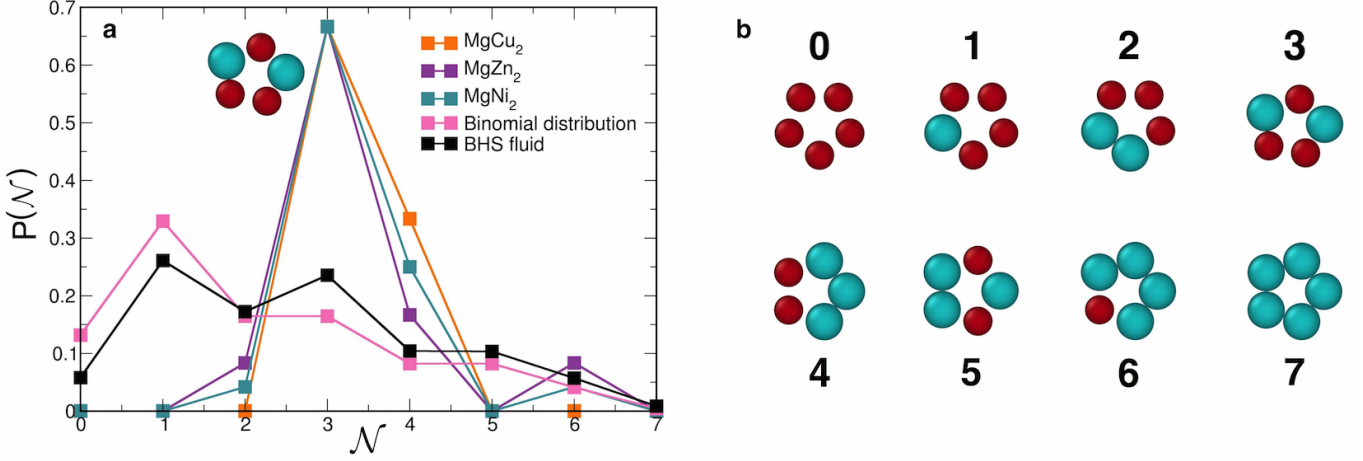 a
MgCu₂
MgZn₂
MgNi₂
Binomial distribution
BHS fluid
P(𝒩)
0.7
0.6
0.5
0.4
0.3
0.2
0.1
0
0 1 2 3 4 5 6 7
𝒩
b
0 1 2 3
4 5 6 7